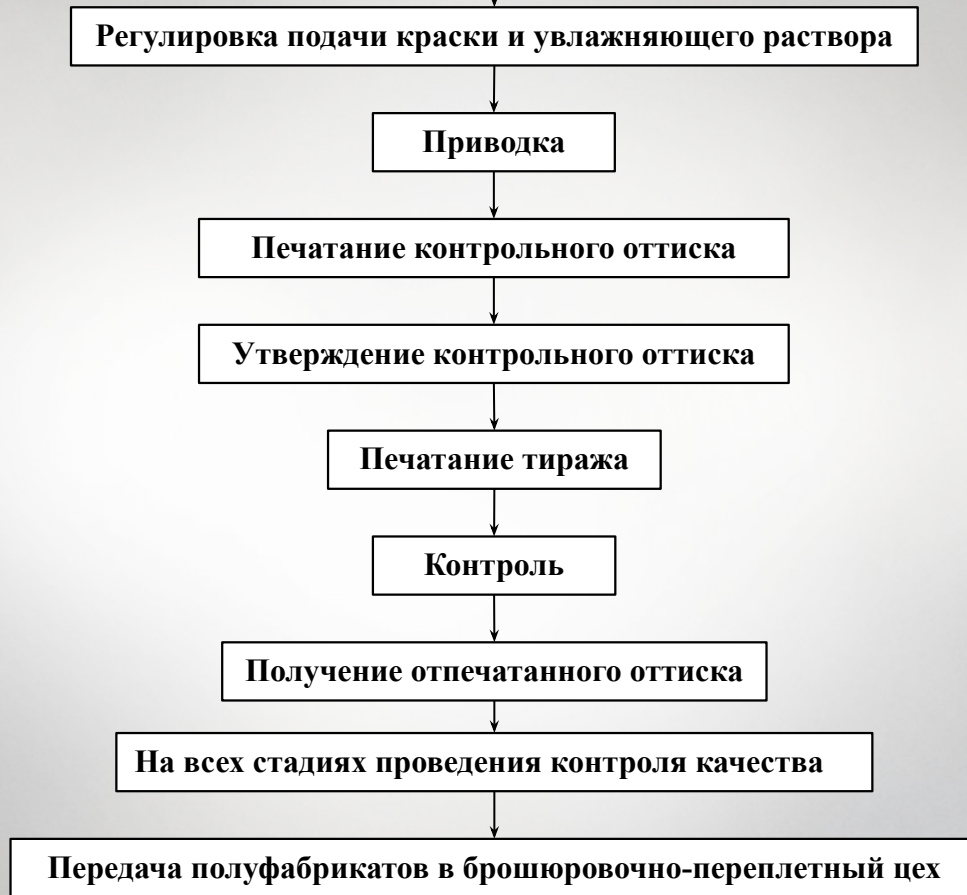 Регулировка подачи краски и увлажняющего раствора
Приводка
Печатание контрольного оттиска
Утверждение контрольного оттиска
Печатание тиража
Контроль
Получение отпечатанного оттиска
На всех стадиях проведения контроля качества
Передача полуфабрикатов в брошюровочно-переплетный цех